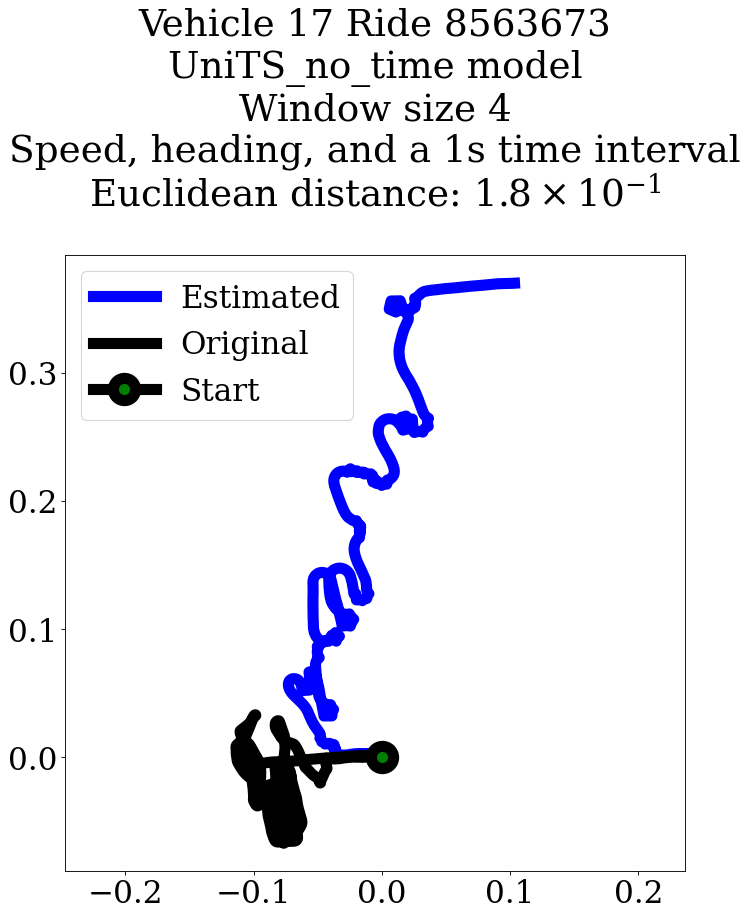 Vehicle 17 Ride 8563673
UniTS_no_time model
Window size 4
Speed, heading, and a 1s time interval
Euclidean distance: 1.8 × 10⁻¹
Estimated
Original
Start
0.3
0.2
0.1
0.0
−0.2 −0.1 0.0 0.1 0.2